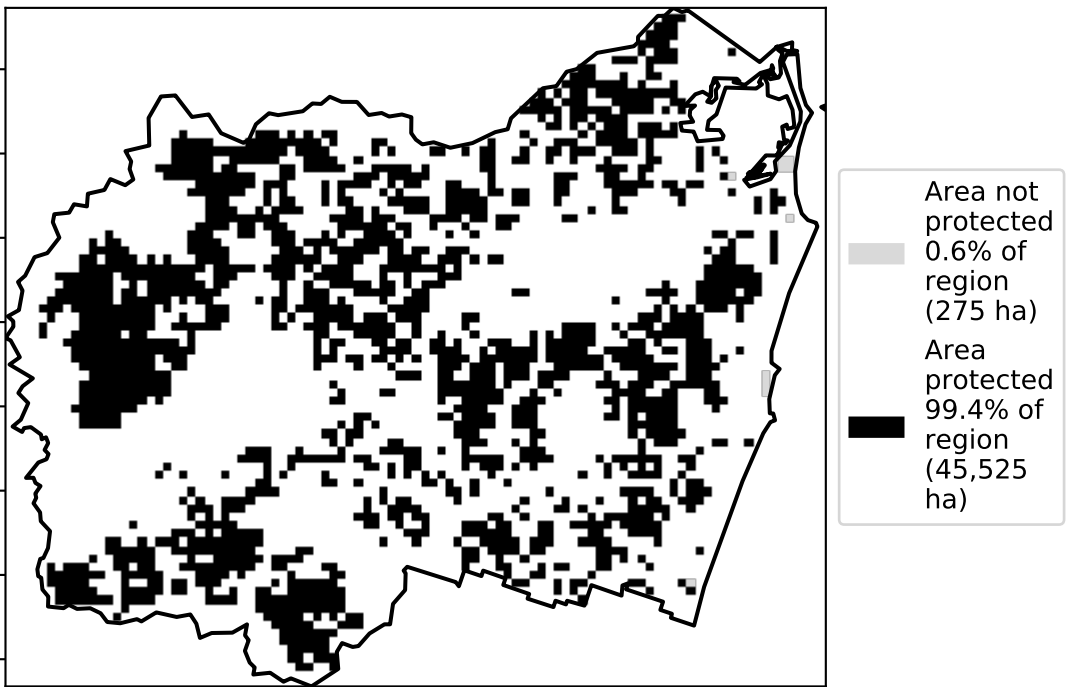 Area not
protected
0.6% of
region
(275 ha)
Area
protected
99.4% of
region
(45,525
ha)